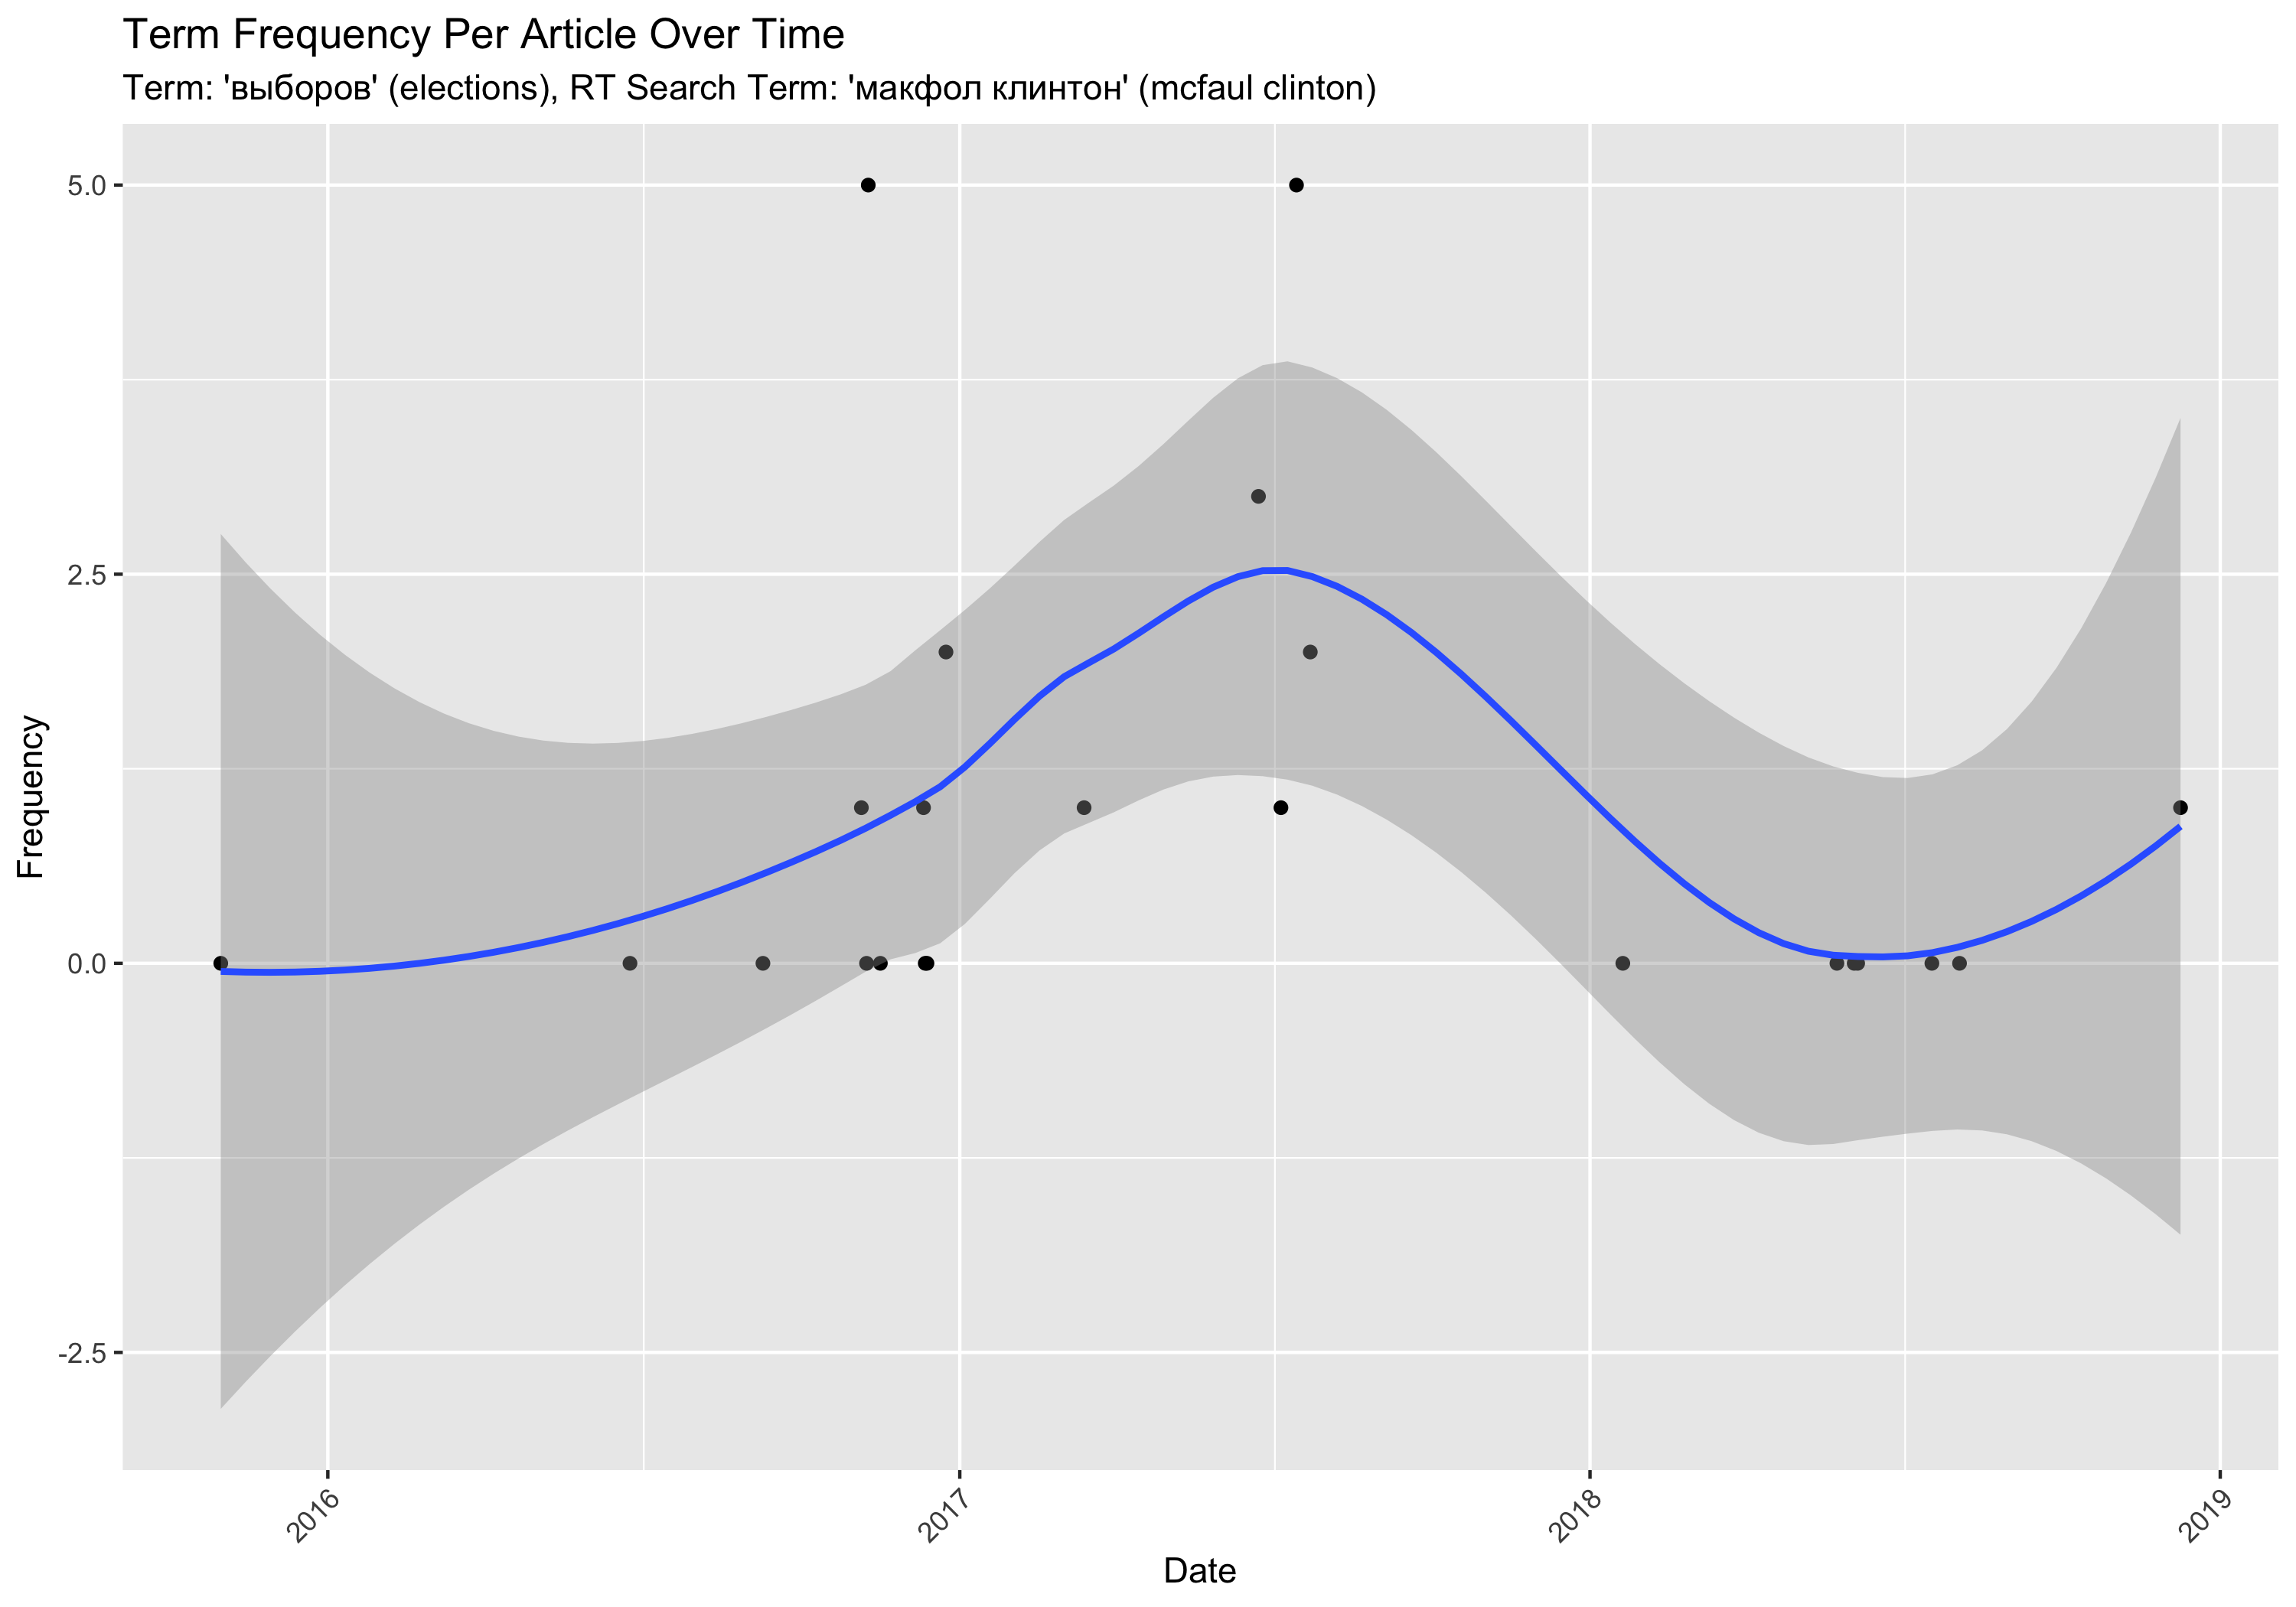 Term Frequency Per Article Over Time
Term: 'выборов' (elections), RT Search Term: 'макфол клинтон' (mcfaul clinton)
5.0
2.5
0.0
-2.5
Frequency
2016
2017
2018
2019
Date